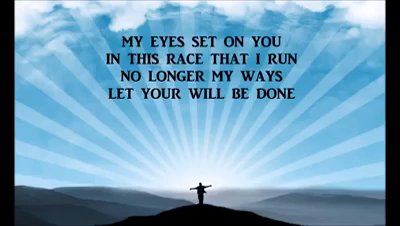 MY EYES SET ON YOU
IN THIS RACE THAT I RUN
NO LONGER MY WAYS
LET YOUR WILL BE DONE